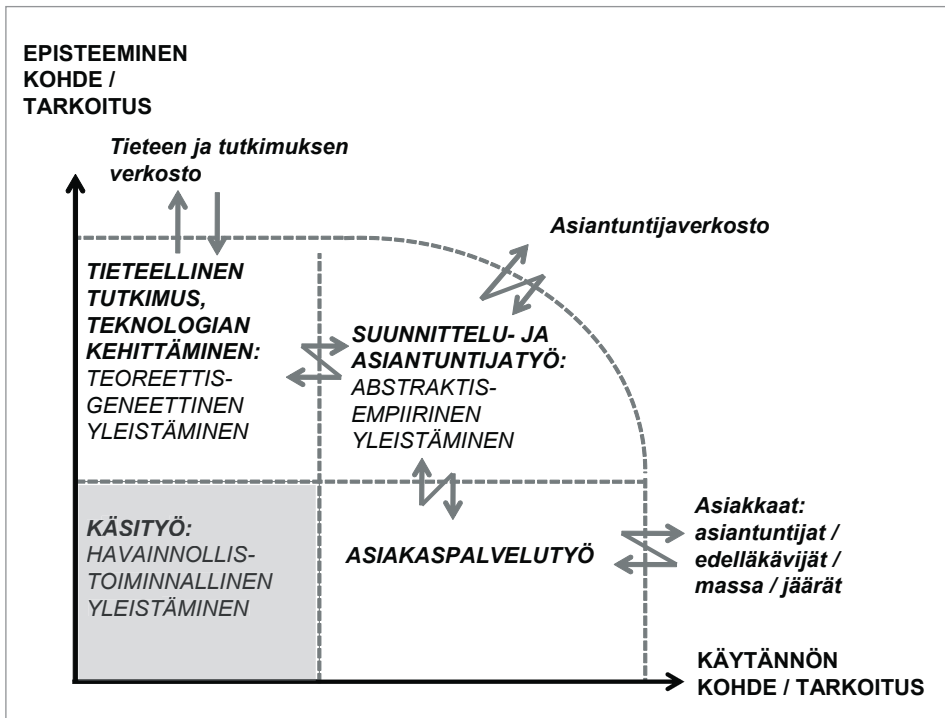 EPISTEEMINEN
KOHDE /
TARKOITUS
Tieteen ja tutkimuksen
verkosto
Asiantuntijaverkosto
TIETEELLINEN
TUTKIMUS,
TEKNOLOGIAN
KEHITTÄMINEN:
TEOREETTIS-
GENEETTINEN
YLEISTÄMINEN
SUUNNITTELU- JA
ASIANTUNTIJATYÖ:
ABSTRAKTIS-
EMPIIRINEN
YLEISTÄMINEN
KÄSITYÖ:
HAVAINNOLLIS-
TOIMINNALLINEN
YLEISTÄMINEN
ASIAKASPALVELUTYÖ
Asiakkaat:
asiantuntijat /
edelläkävijät /
massa / jäärät
KÄYTÄNNÖN
KOHDE / TARKOITUS